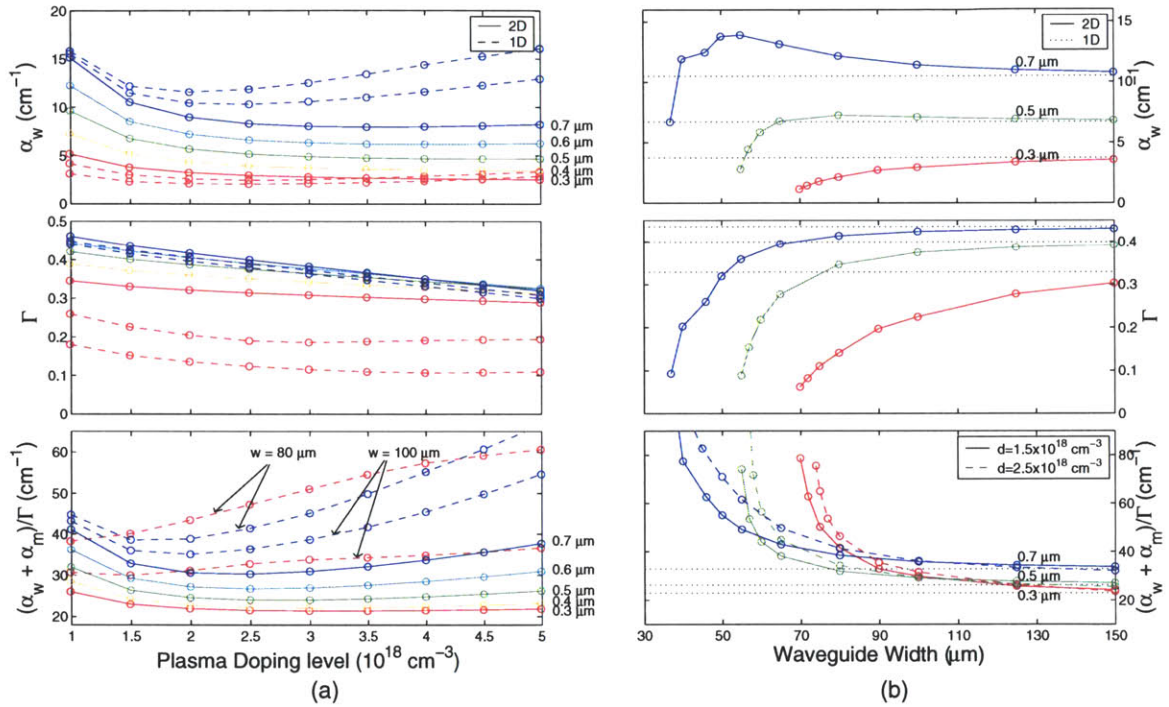 2D
1D
20
15
10
5
0
α_w (cm⁻¹)
0.7 μm
0.6 μm
0.5 μm
0.4 μm
0.3 μm
0.5
0.4
0.3
0.2
0.1
0
Γ
w = 80 μm
w = 100 μm
60
50
40
30
20
(α_w + α_m)/Γ (cm⁻¹)
0.7 μm
0.6 μm
0.5 μm
0.4 μm
0.3 μm
1 1.5 2 2.5 3 3.5 4 4.5 5
Plasma Doping level (10¹⁸ cm⁻³)
(a)
2D
1D
0.7 μm
0.5 μm
0.3 μm
15
10
5
0
α_w (cm⁻¹)
0.4
0.3
0.2
0.1
0
Γ
d=1.5x10¹⁸ cm⁻³
d=2.5x10¹⁸ cm⁻³
0.7 μm
0.5 μm
0.3 μm
80
60
40
20
(α_w + α_m)/Γ (cm⁻¹)
30 50 70 90 110 130 150
Waveguide Width (μm)
(b)